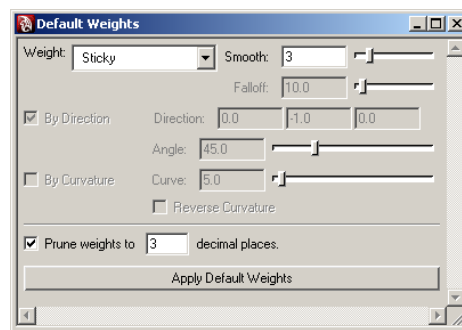 Default Weights
Weight: Sticky Smooth: 3
Falloff: 10.0
By Direction Direction: 0.0 -1.0 0.0
Angle: 45.0
By Curvature Curve: 5.0
Reverse Curvature
Prune weights to 3 decimal places.
Apply Default Weights